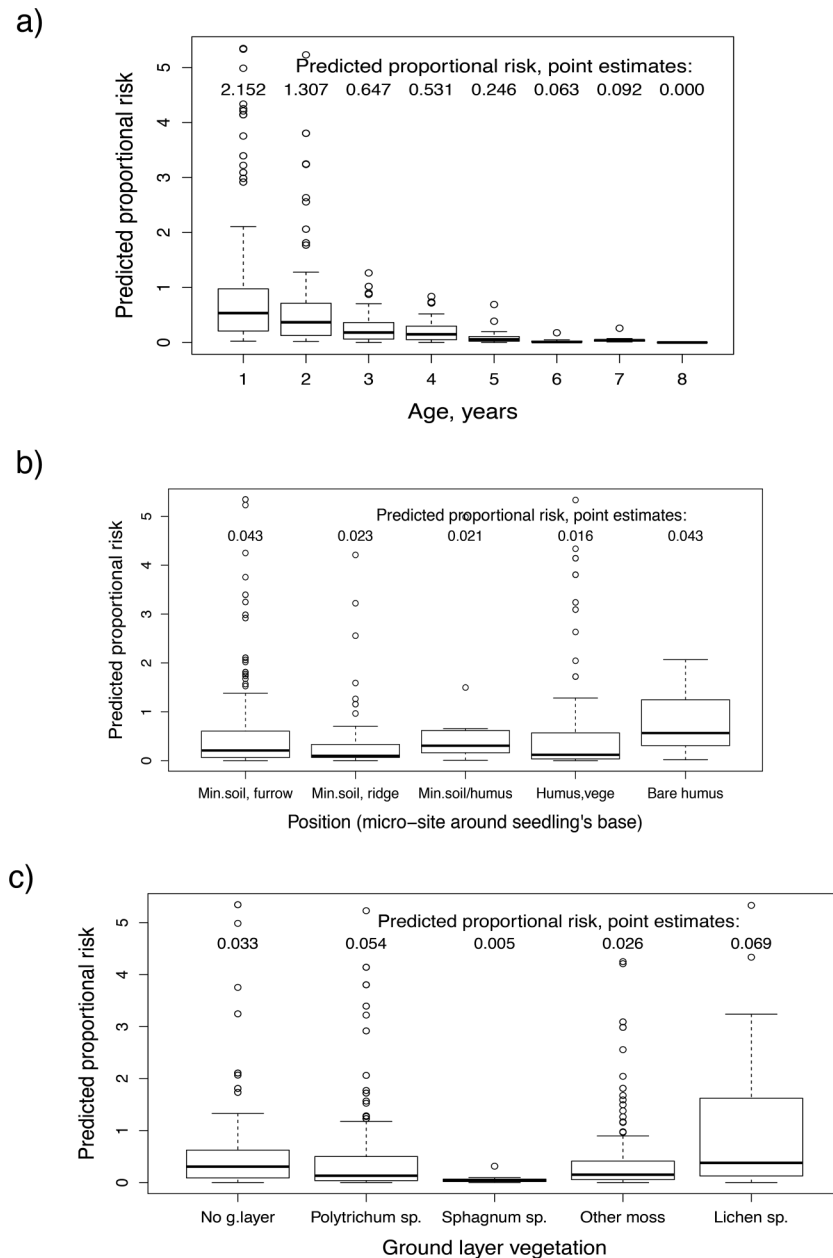 a)
Predicted proportional risk, point estimates:
2.152 1.307 0.647 0.531 0.246 0.063 0.092 0.000
Predicted proportional risk
5
4
3
2
1
0
1 2 3 4 5 6 7 8
Age, years
b)
Predicted proportional risk, point estimates:
0.043 0.023 0.021 0.016 0.043
Predicted proportional risk
5
4
3
2
1
0
Min.soil, furrow Min.soil, ridge Min.soil/humus Humus,vege Bare humus
Position (micro−site around seedling's base)
c)
Predicted proportional risk, point estimates:
0.033 0.054 0.005 0.026 0.069
Predicted proportional risk
5
4
3
2
1
0
No g.layer Polytrichum sp. Sphagnum sp. Other moss Lichen sp.
Ground layer vegetation